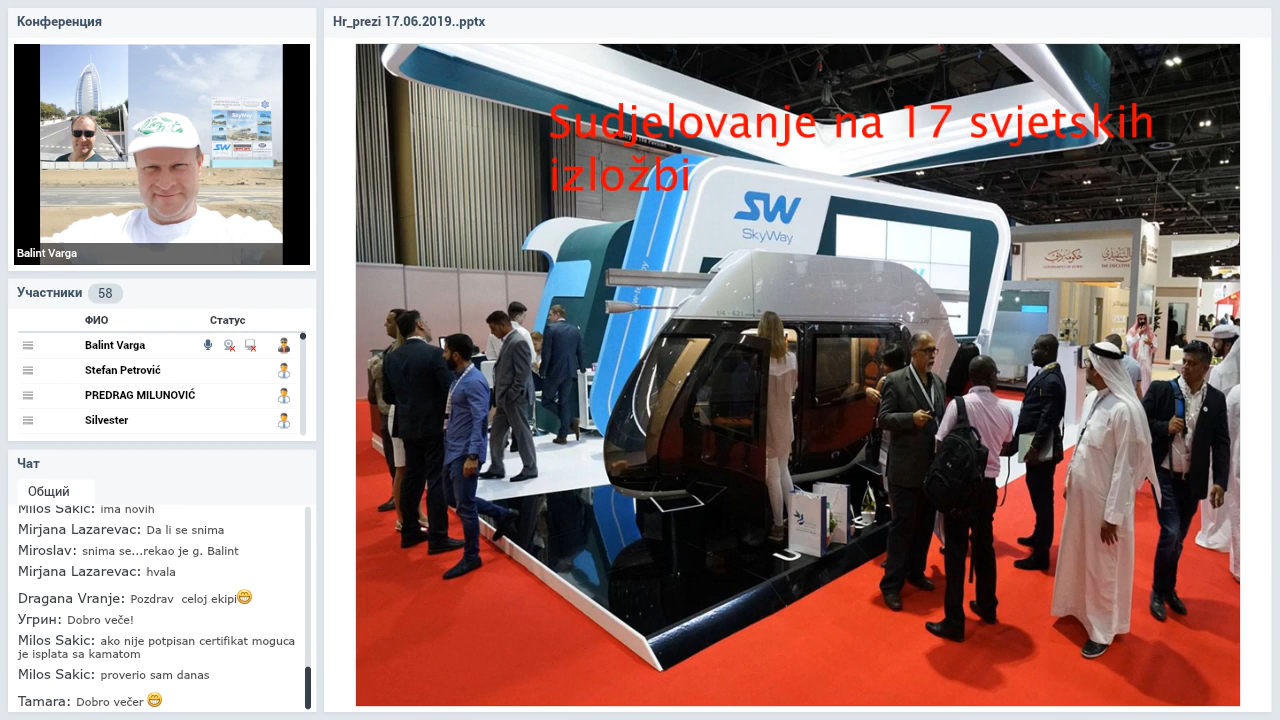 Конференция
Balint Varga
Участники 58
ФИО Статус
Balint Varga
Stefan Petrović
PREDRAG MILUNOVIĆ
Silvester
Чат
Общий
Milos Sakic: ima novih
Mirjana Lazarevac: Da li se snima
Miroslav: snima se...rekao je g. Balint
Mirjana Lazarevac: hvala
Dragana Vranje: Pozdrav celoj ekipi
Угрин: Dobro veče!
Milos Sakic: ako nije potpisan certifikat moguca
je isplata sa kamatom
Milos Sakic: proverio sam danas
Tamara: Dobro večer
Hr_prezi 17.06.2019..pptx
Sudjelovanje na 17 svjetskih
izložbi
SW
SkyWay